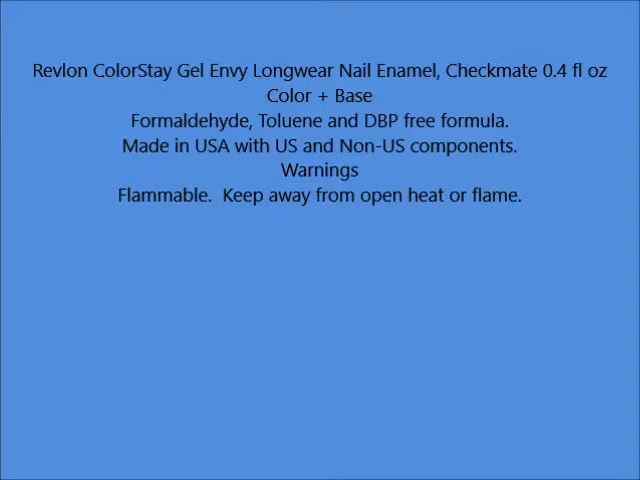 Revlon ColorStay Gel Envy Longwear Nail Enamel, Checkmate 0.4 fl oz
Color + Base
Formaldehyde, Toluene and DBP free formula.
Made in USA with US and Non-US components.
Warnings
Flammable.  Keep away from open heat or flame.